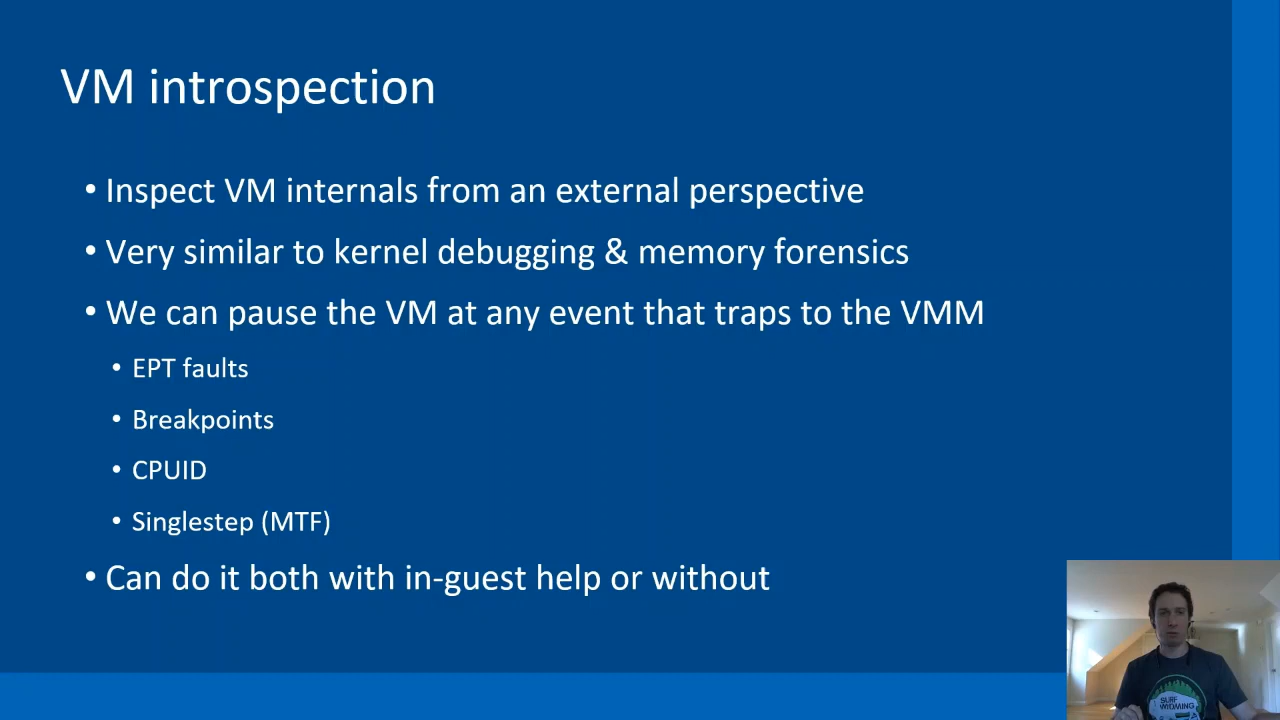 VM introspection
• Inspect VM internals from an external perspective
• Very similar to kernel debugging & memory forensics
• We can pause the VM at any event that traps to the VMM
• EPT faults
• Breakpoints
• CPUID
• Singlestep (MTF)
• Can do it both with in-guest help or without
SURF
WYOMING